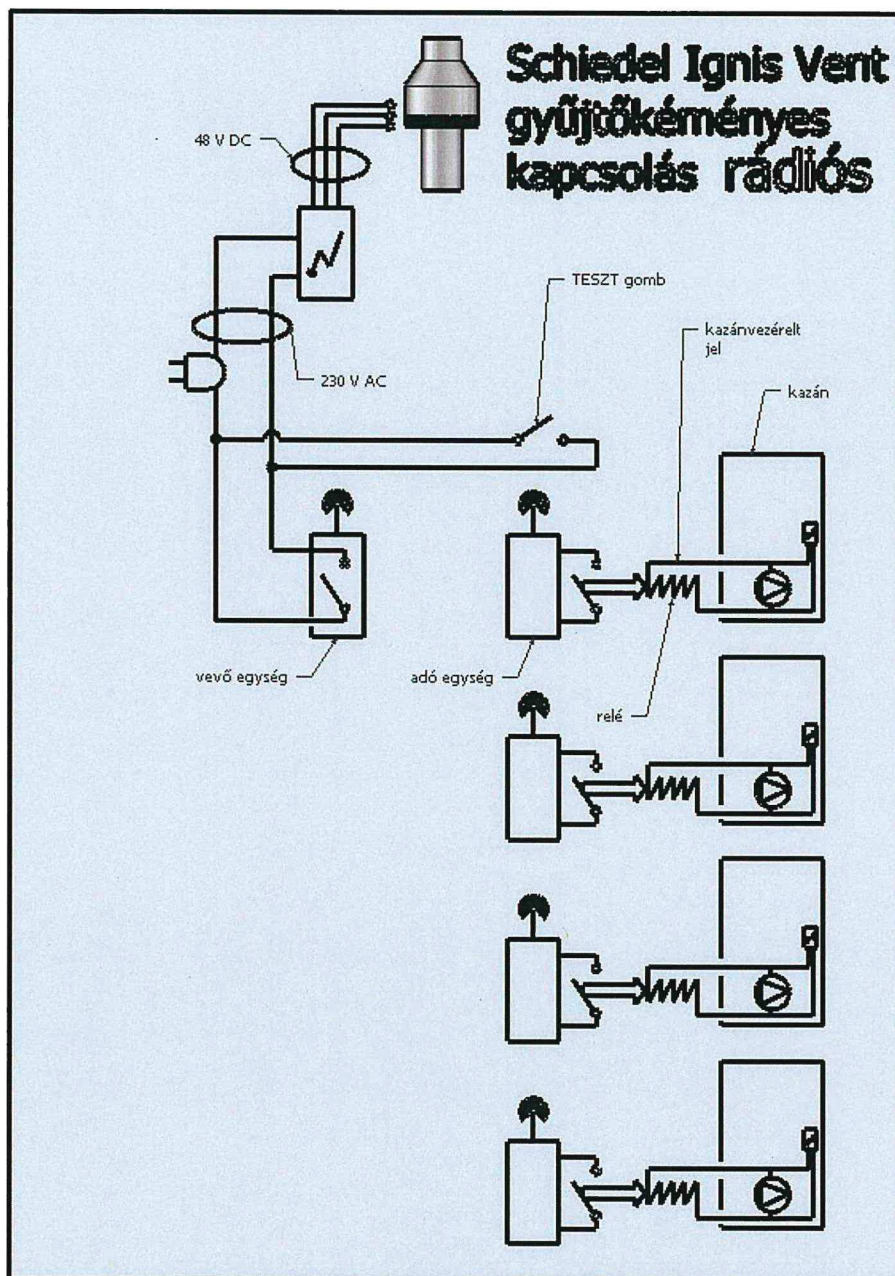 Schiedel Ignis Vent
gyűjtőkéményes
kapcsolás rádiós
48 V DC
TESZT gomb
kazánvezérelt
jel
kazán
230 V AC
vevő egység
adó egység
relé